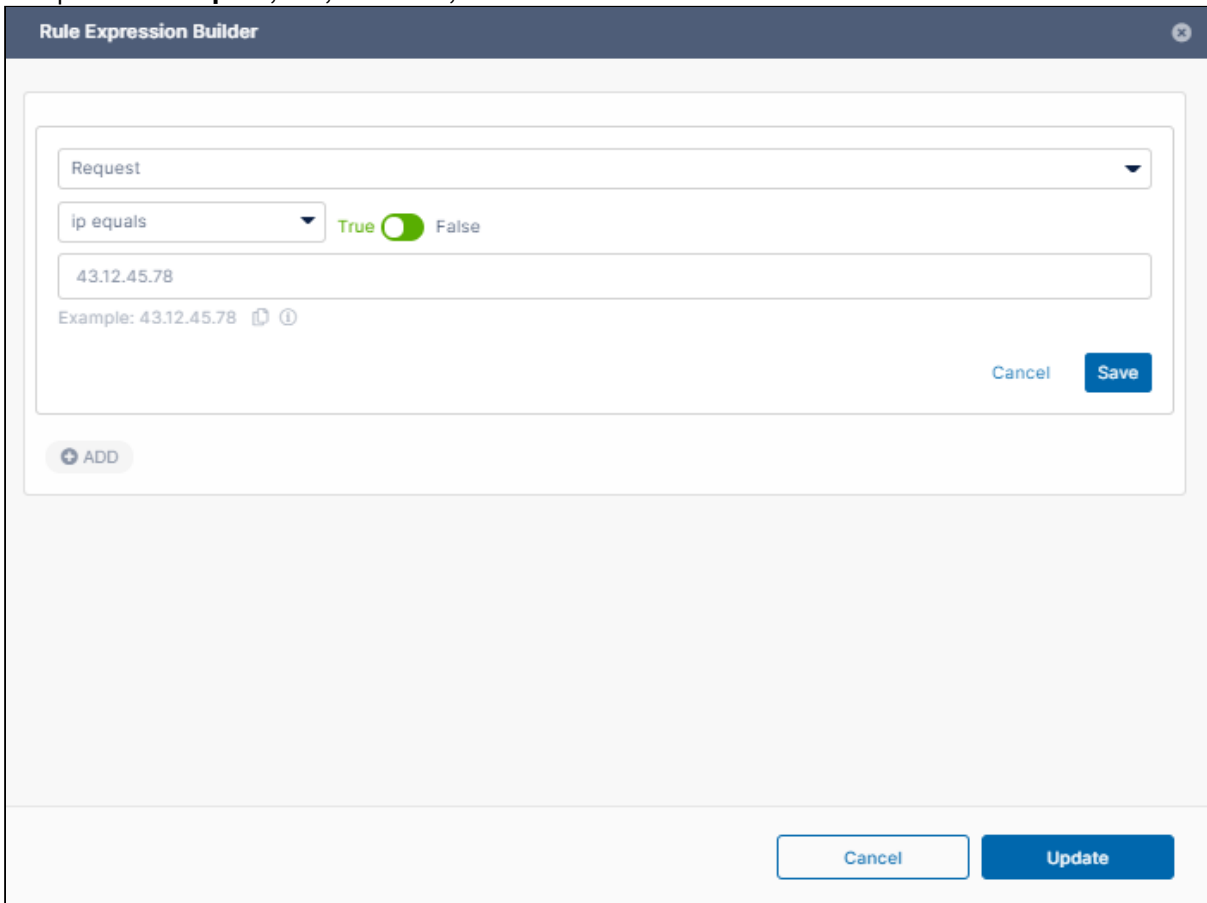 Rule Expression Builder
Request
ip equals True False
43.12.45.78
Example: 43.12.45.78
Cancel Save
ADD
Cancel Update